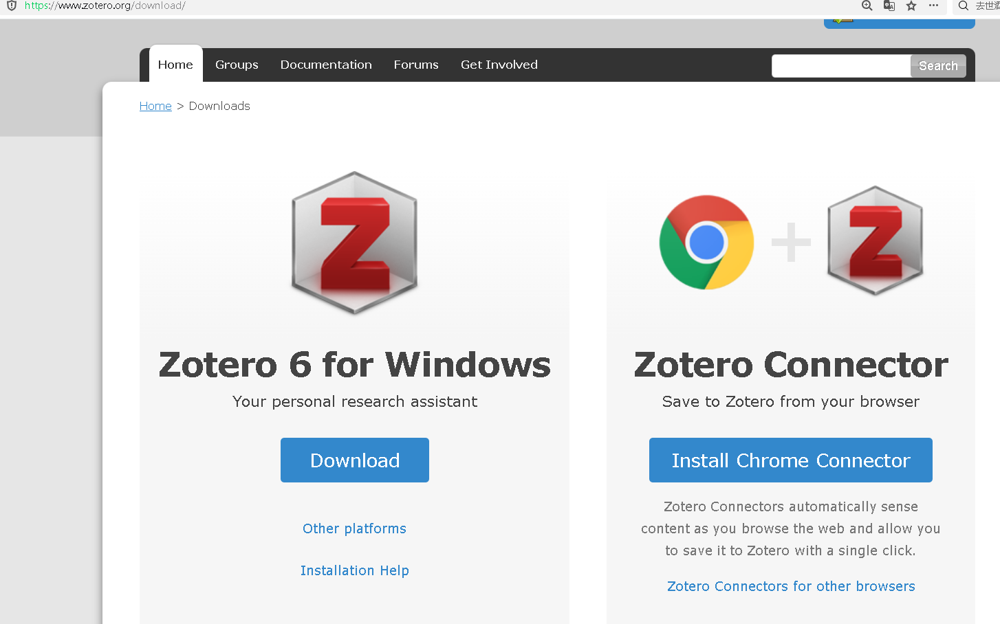 https://www.zotero.org/download/
去世
Home Groups Documentation Forums Get Involved
Search
Home > Downloads
Z
Z
Zotero 6 for Windows
Your personal research assistant
Download
Other platforms
Installation Help
Zotero Connector
Save to Zotero from your browser
Install Chrome Connector
Zotero Connectors automatically sense
content as you browse the web and allow you
to save it to Zotero with a single click.
Zotero Connectors for other browsers